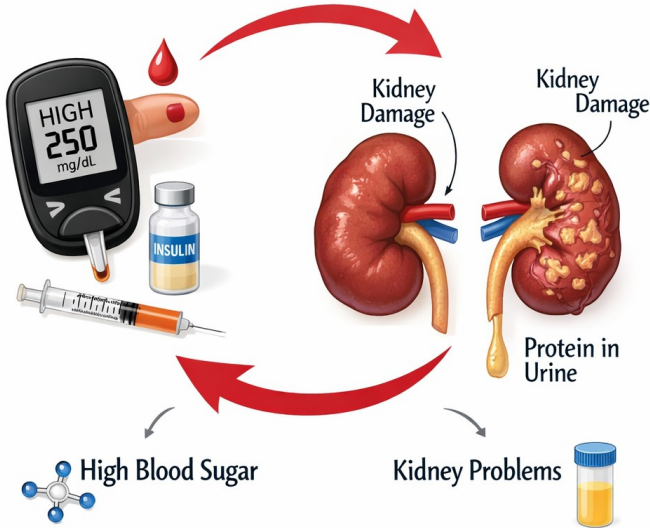 HIGH
250
mg/dL
INSULIN
Kidney
Damage
Kidney
Damage
Protein in
Urine
High Blood Sugar
Kidney Problems